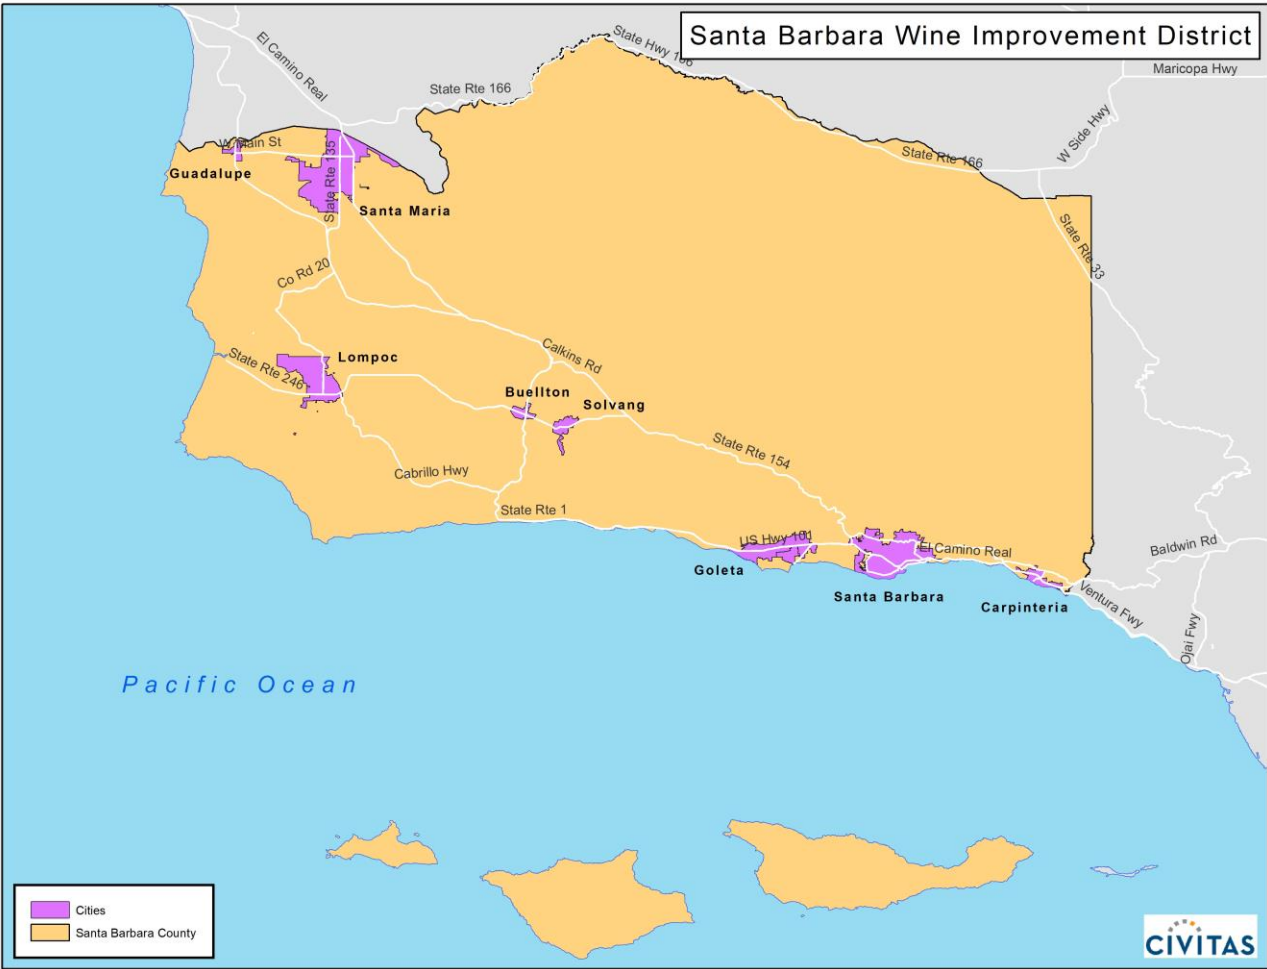 Santa Barbara Wine Improvement District
El Camino Real
State Hwy 166
Maricopa Hwy
State Rte 166
W Side Hwy
W Main St
State Rte 135
State Rte 166
Guadalupe
Santa Maria
State Rte 33
Co Rd 20
Calkins Rd
Lompoc
State Rte 246
Buellton
Solvang
State Rte 154
Cabrillo Hwy
State Rte 1
US Hwy 101
El Camino Real
Baldwin Rd
Goleta
Santa Barbara
Carpinteria
Ventura Fwy
Ojai Fwy
Pacific Ocean
Cities
Santa Barbara County
CIVITAS